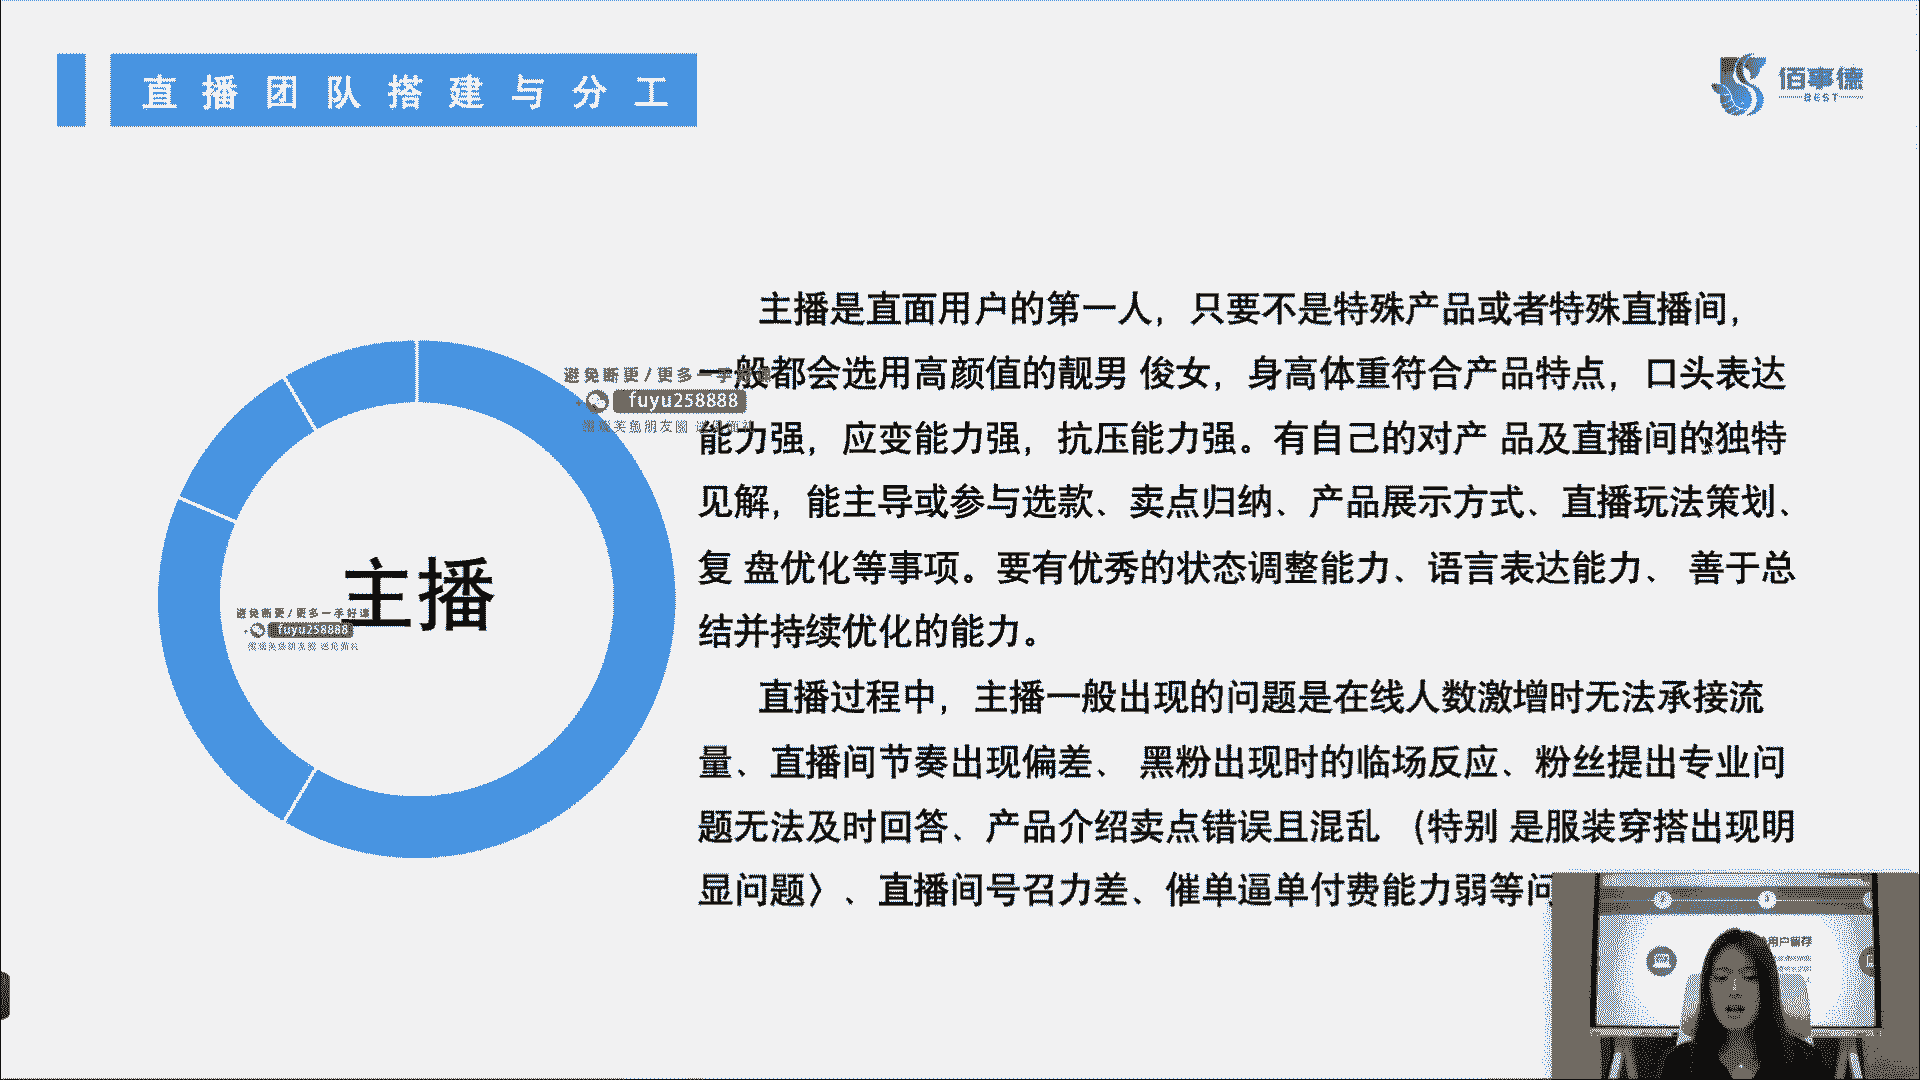 直播团队搭建与分工
佰事德
BEST
主播是直面用户的第一人，只要不是特殊产品或者特殊直播间，
一般都会选用高颜值的靓男 俊女，身高体重符合产品特点，口头表达
能力强，应变能力强，抗压能力强。有自己的对产 品及直播间的独特
见解，能主导或参与选款、卖点归纳、产品展示方式、直播玩法策划、
复 盘优化等事项。要有优秀的状态调整能力、语言表达能力、 善于总
结并持续优化的能力。
直播过程中，主播一般出现的问题是在线人数激增时无法承接流
量、直播间节奏出现偏差、 黑粉出现时的临场反应、粉丝提出专业问
题无法及时回答、产品介绍卖点错误且混乱 （特别 是服装穿搭出现明
显问题〉、直播间号召力差、催单逼单付费能力弱等问
避免断更/更多一手好课
fuyu258888
主播
避免断更/更多一手好课
fuyu258888
用户留存